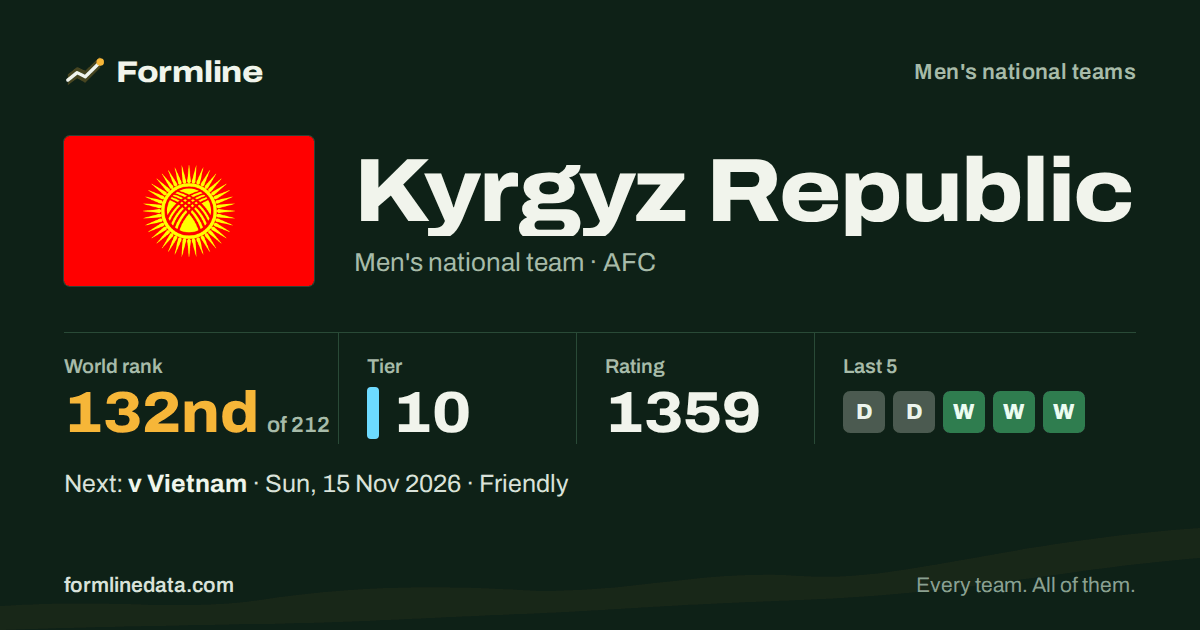 Formline
Men's national teams
Kyrgyz Republic
Men's national team · AFC
World rank
132nd of 212
Tier
10
Rating
1359
Last 5
D D W W W
Next: v Vietnam · Sun, 15 Nov 2026 · Friendly
formlinedata.com
Every team. All of them.